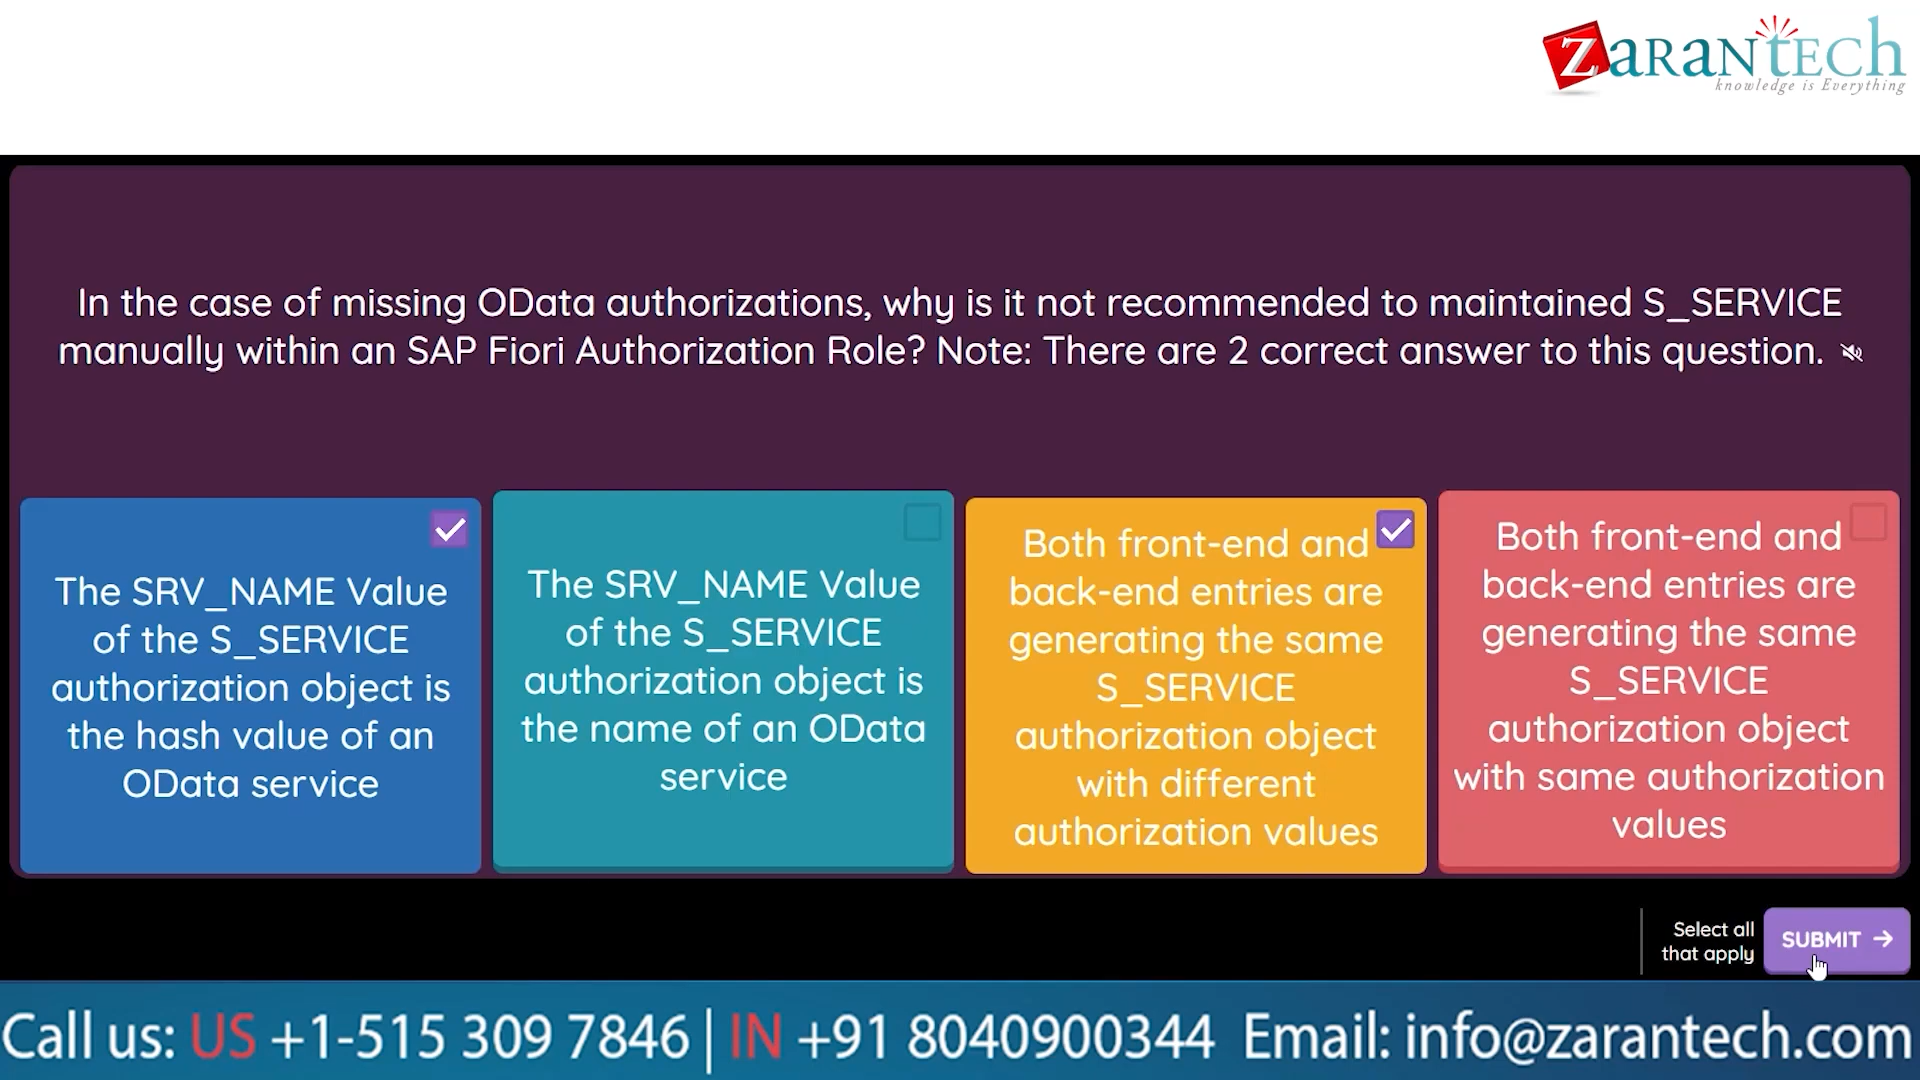 ZaranTech
knowledge is Everything
In the case of missing OData authorizations, why is it not recommended to maintained S_SERVICE
manually within an SAP Fiori Authorization Role? Note: There are 2 correct answer to this question.
The SRV_NAME Value
of the S_SERVICE
authorization object is
the hash value of an
OData service
The SRV_NAME Value
of the S_SERVICE
authorization object is
the name of an OData
service
Both front-end and
back-end entries are
generating the same
S_SERVICE
authorization object
with different
authorization values
Both front-end and
back-end entries are
generating the same
S_SERVICE
authorization object
with same authorization
values
Select all
that apply
SUBMIT →
Call us: US +1-515 309 7846 | IN +91 8040900344 Email: info@zarantech.com